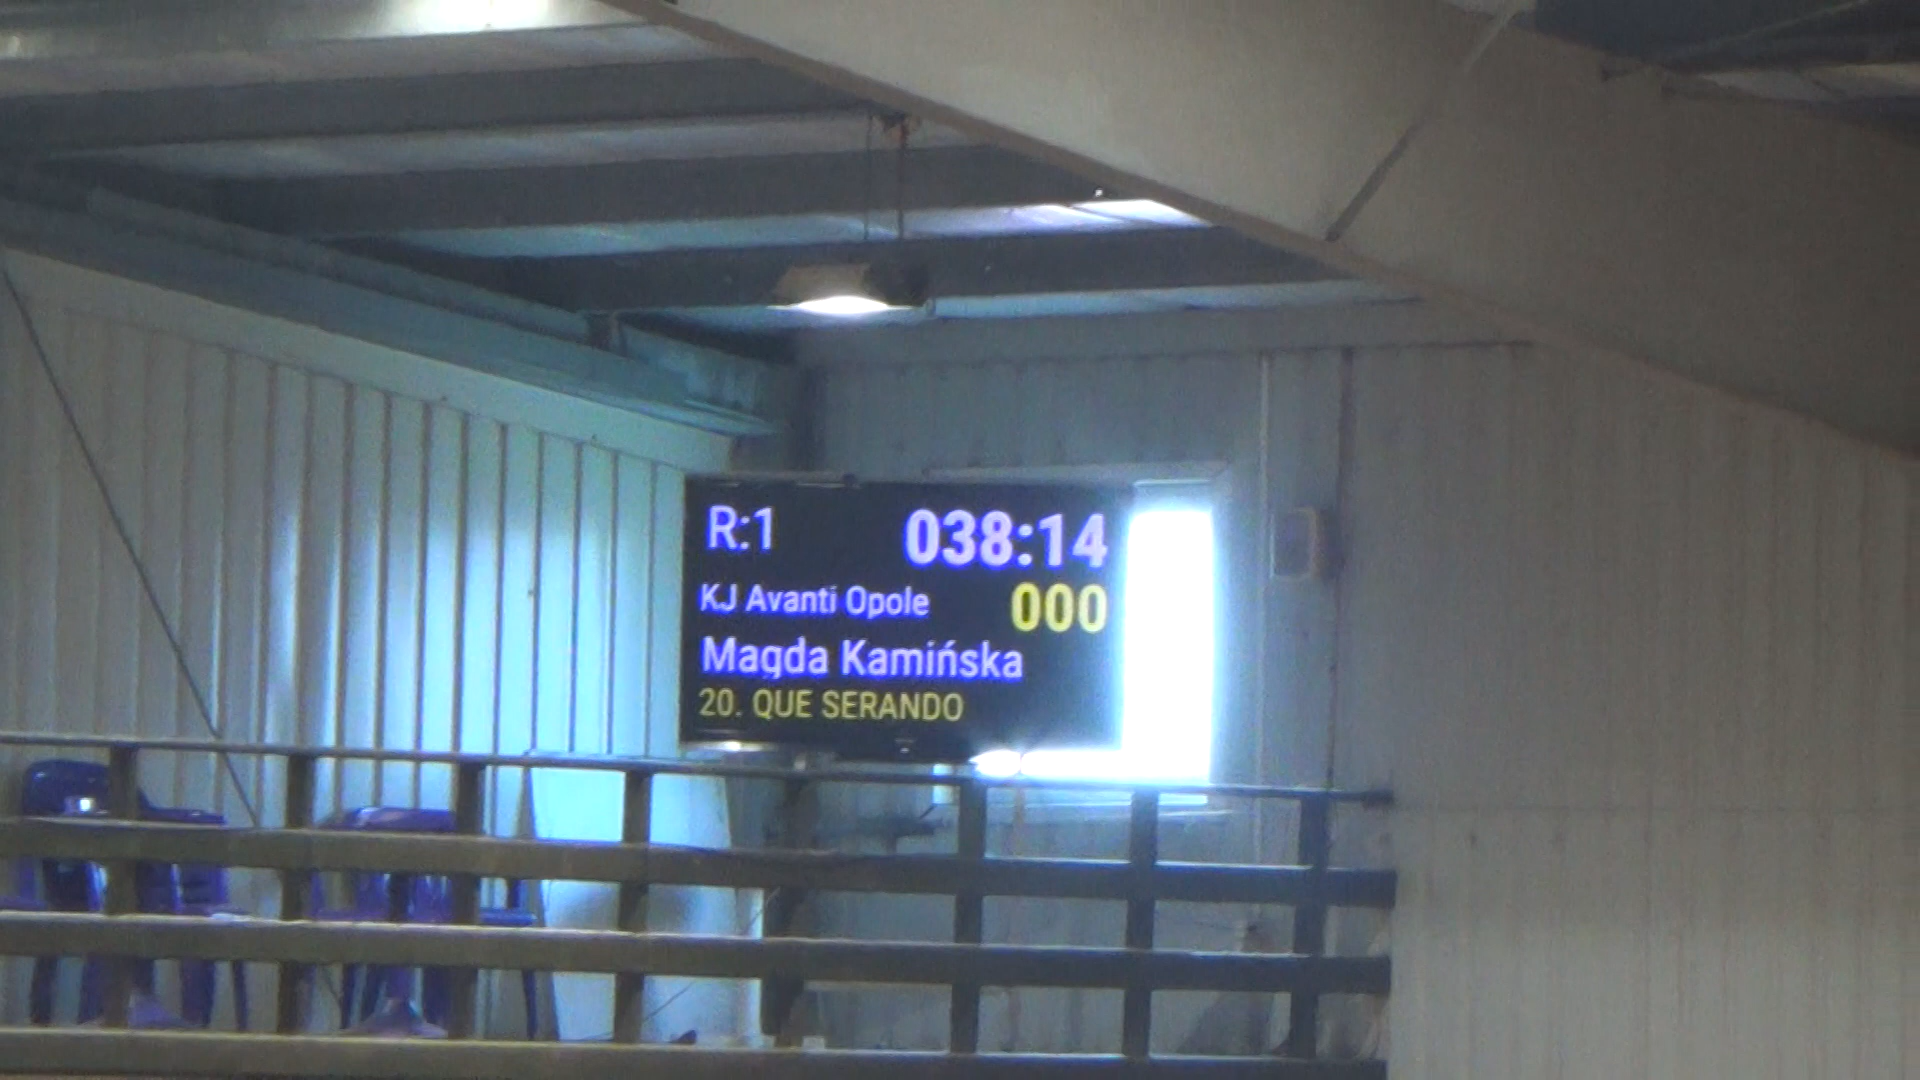 R:1 038:14
KJ Avanti Opole 000
Magda Kamińska
20. QUE SERANDO